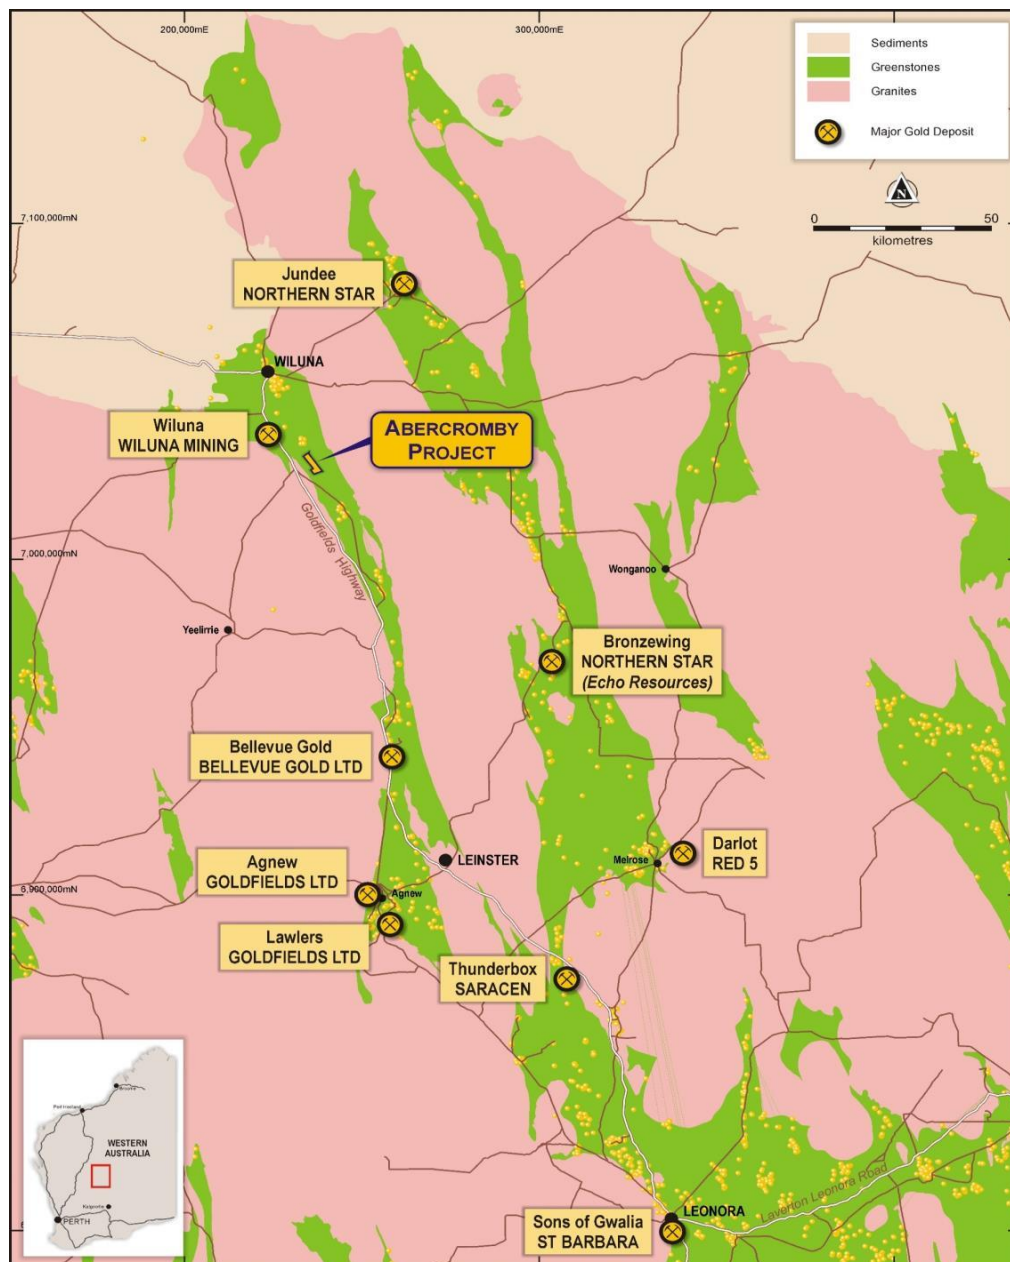 200,000mE
300,000mE
Sediments
Greenstones
Granites
Major Gold Deposit
N
0
50
kilometres
7,100,000mN
Jundee
NORTHERN STAR
WILUNA
Wiluna
WILUNA MINING
ABERCROMBY
PROJECT
Goldfields Highway
7,000,000mN
Wonganoo
Yeelirrie
Bronzewing
NORTHERN STAR
(Echo Resources)
Bellevue Gold
BELLEVUE GOLD LTD
Darlot
RED 5
Melrose
LEINSTER
Agnew
GOLDFIELDS LTD
6,900,000mN
Agnew
Lawlers
GOLDFIELDS LTD
Thunderbox
SARACEN
WESTERN
AUSTRALIA
Kalgoorlie
PERTH
Laverton Leonora Road
LEONORA
Sons of Gwalia
ST BARBARA